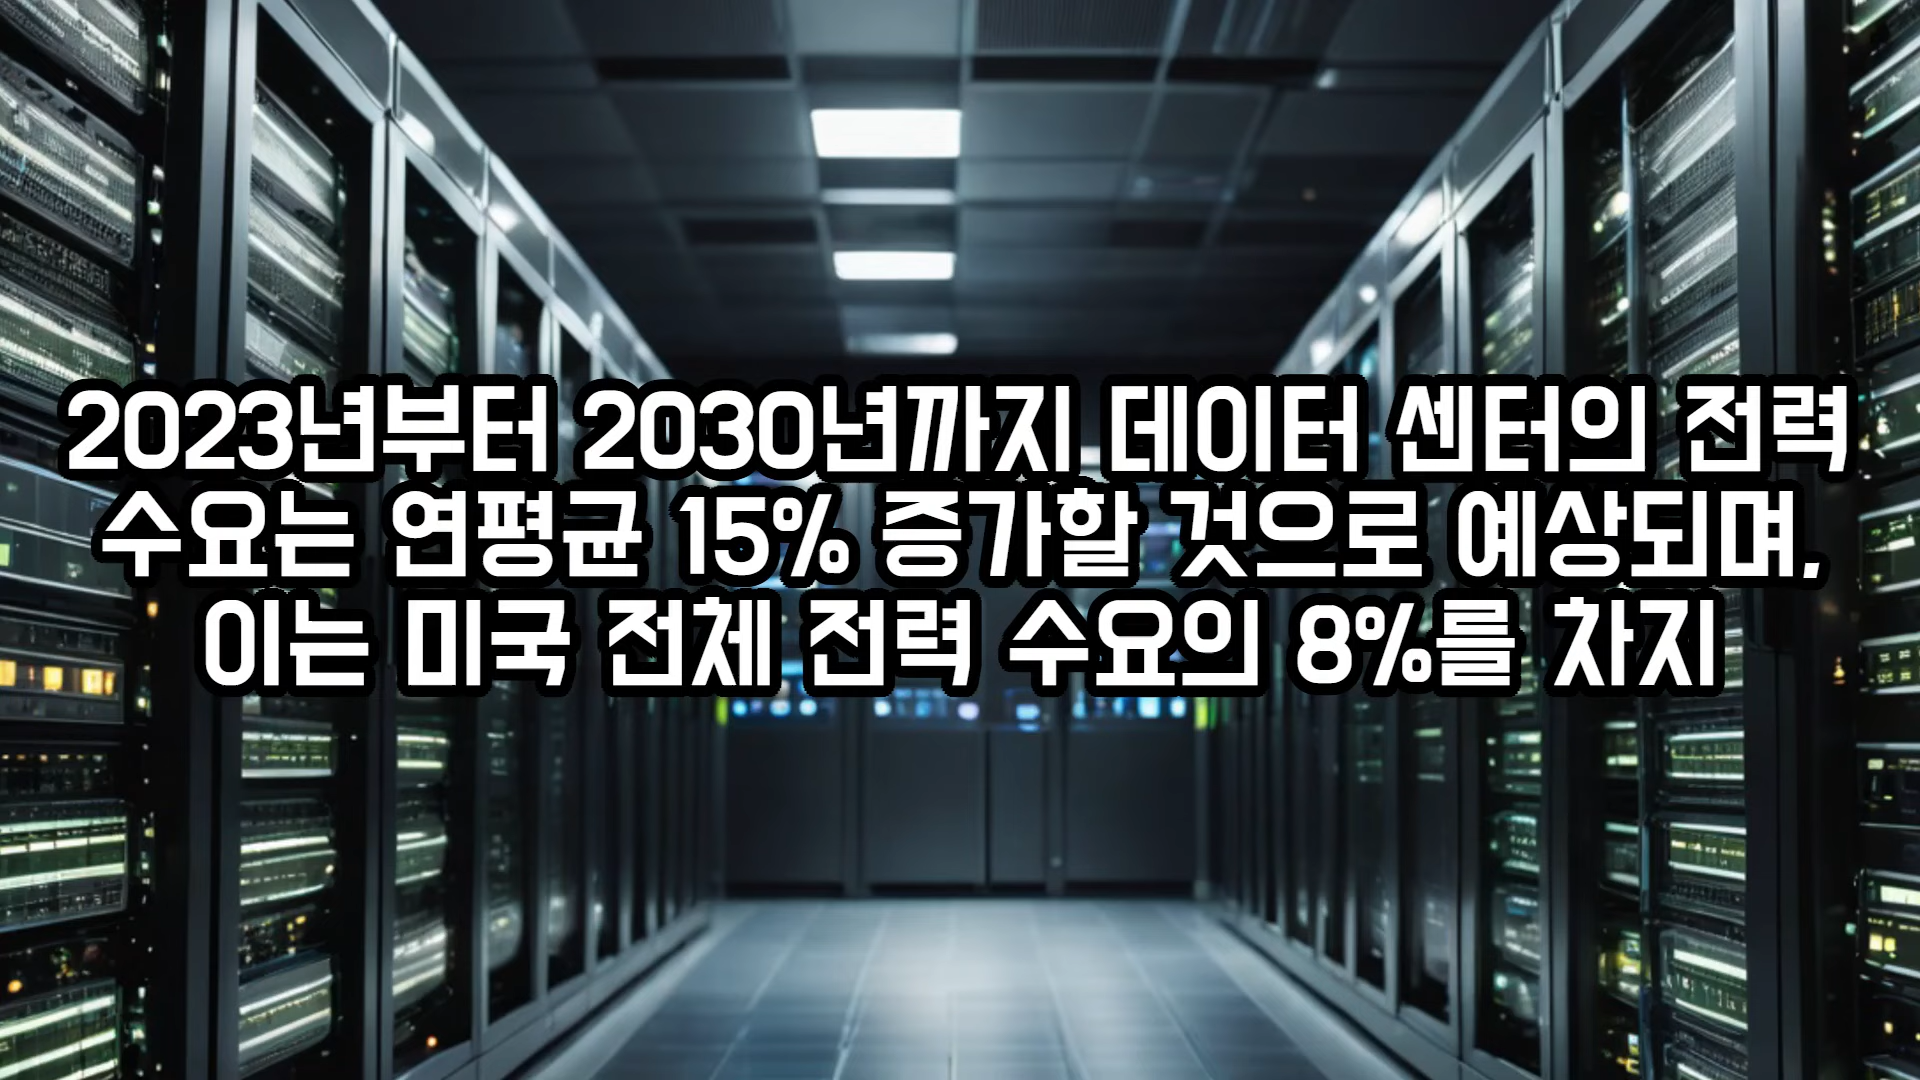 2023년부터 2030년까지 데이터 센터의 전력
수요는 연평균 15% 증가할 것으로 예상되며,
이는 미국 전체 전력 수요의 8%를 차지